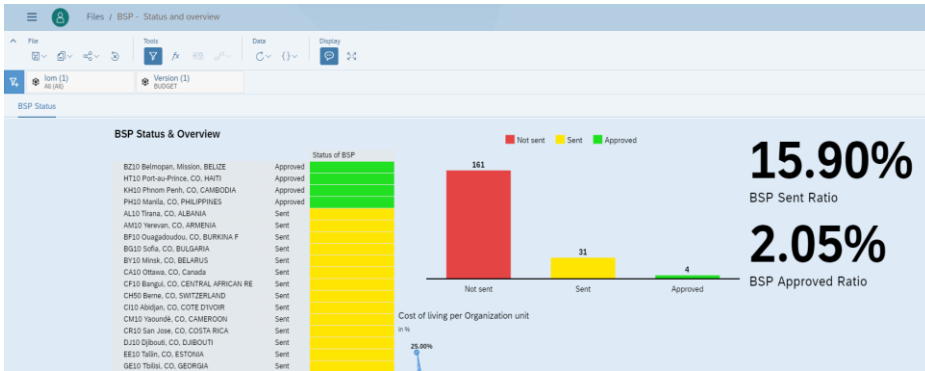 Files / BSP - Status and overview
File
Tools
Data
Display
fx
Iom (1)
All (All)
Version (1)
BUDGET
BSP Status
BSP Status & Overview
Status of BSP
BZ10 Belmopan, Mission, BELIZE Approved
HT10 Port-au-Prince, CO, HAITI Approved
KH10 Phnom Penh, CO, CAMBODIA Approved
PH10 Manila, CO, PHILIPPINES Approved
AL10 Tirana, CO, ALBANIA Sent
AM10 Yerevan, CO, ARMENIA Sent
BF10 Ouagadoudou, CO, BURKINA F Sent
BG10 Sofia, CO, BULGARIA Sent
BY10 Minsk, CO, BELARUS Sent
CA10 Ottawa, CO, Canada Sent
CF10 Bangui, CO, CENTRAL AFRICAN RE Sent
CH50 Berne, CO, SWITZERLAND Sent
CI10 Abidjan, CO, COTE D'IVOIR Sent
CM10 Yaoundè, CO, CAMEROON Sent
CR10 San Jose, CO, COSTA RICA Sent
DJ10 Djibouti, CO, DJIBOUTI Sent
EE10 Tallin, CO, ESTONIA Sent
GE10 Tbilisi, CO, GEORGIA Sent
Not sent Sent Approved
161
31
4
Not sent Sent Approved
Cost of living per Organization unit
in %
25.00%
15.90%
BSP Sent Ratio
2.05%
BSP Approved Ratio